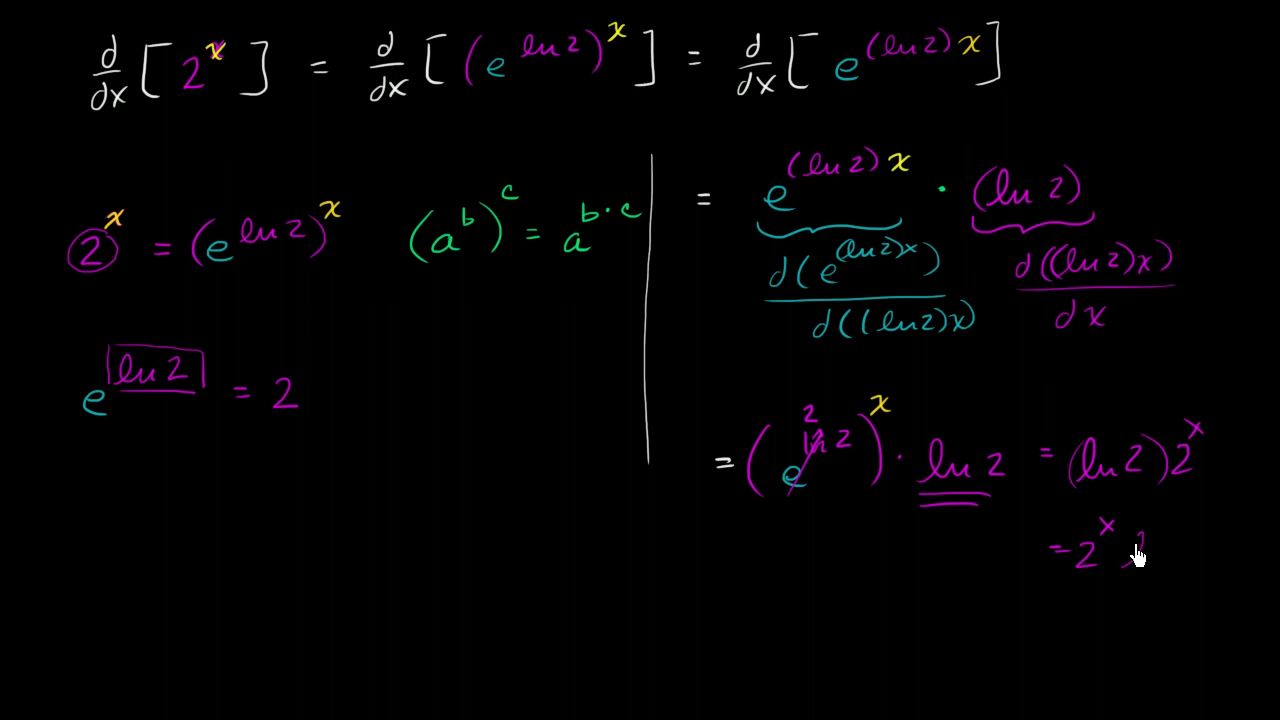 d/dx [ 2^x ] = d/dx [ (e^(ln 2))^x ] = d/dx [ e^((ln 2) x) ]
2^x = (e^(ln 2))^x
(a^b)^c = a^(b·c)
e^(ln 2) = 2
= e^((ln 2) x) · (ln 2)
d(e^((ln 2)x)) / d((ln 2)x)
d((ln 2)x) / dx
2
= (e^(ln 2))^x · ln 2 = (ln 2) 2^x
= 2^x